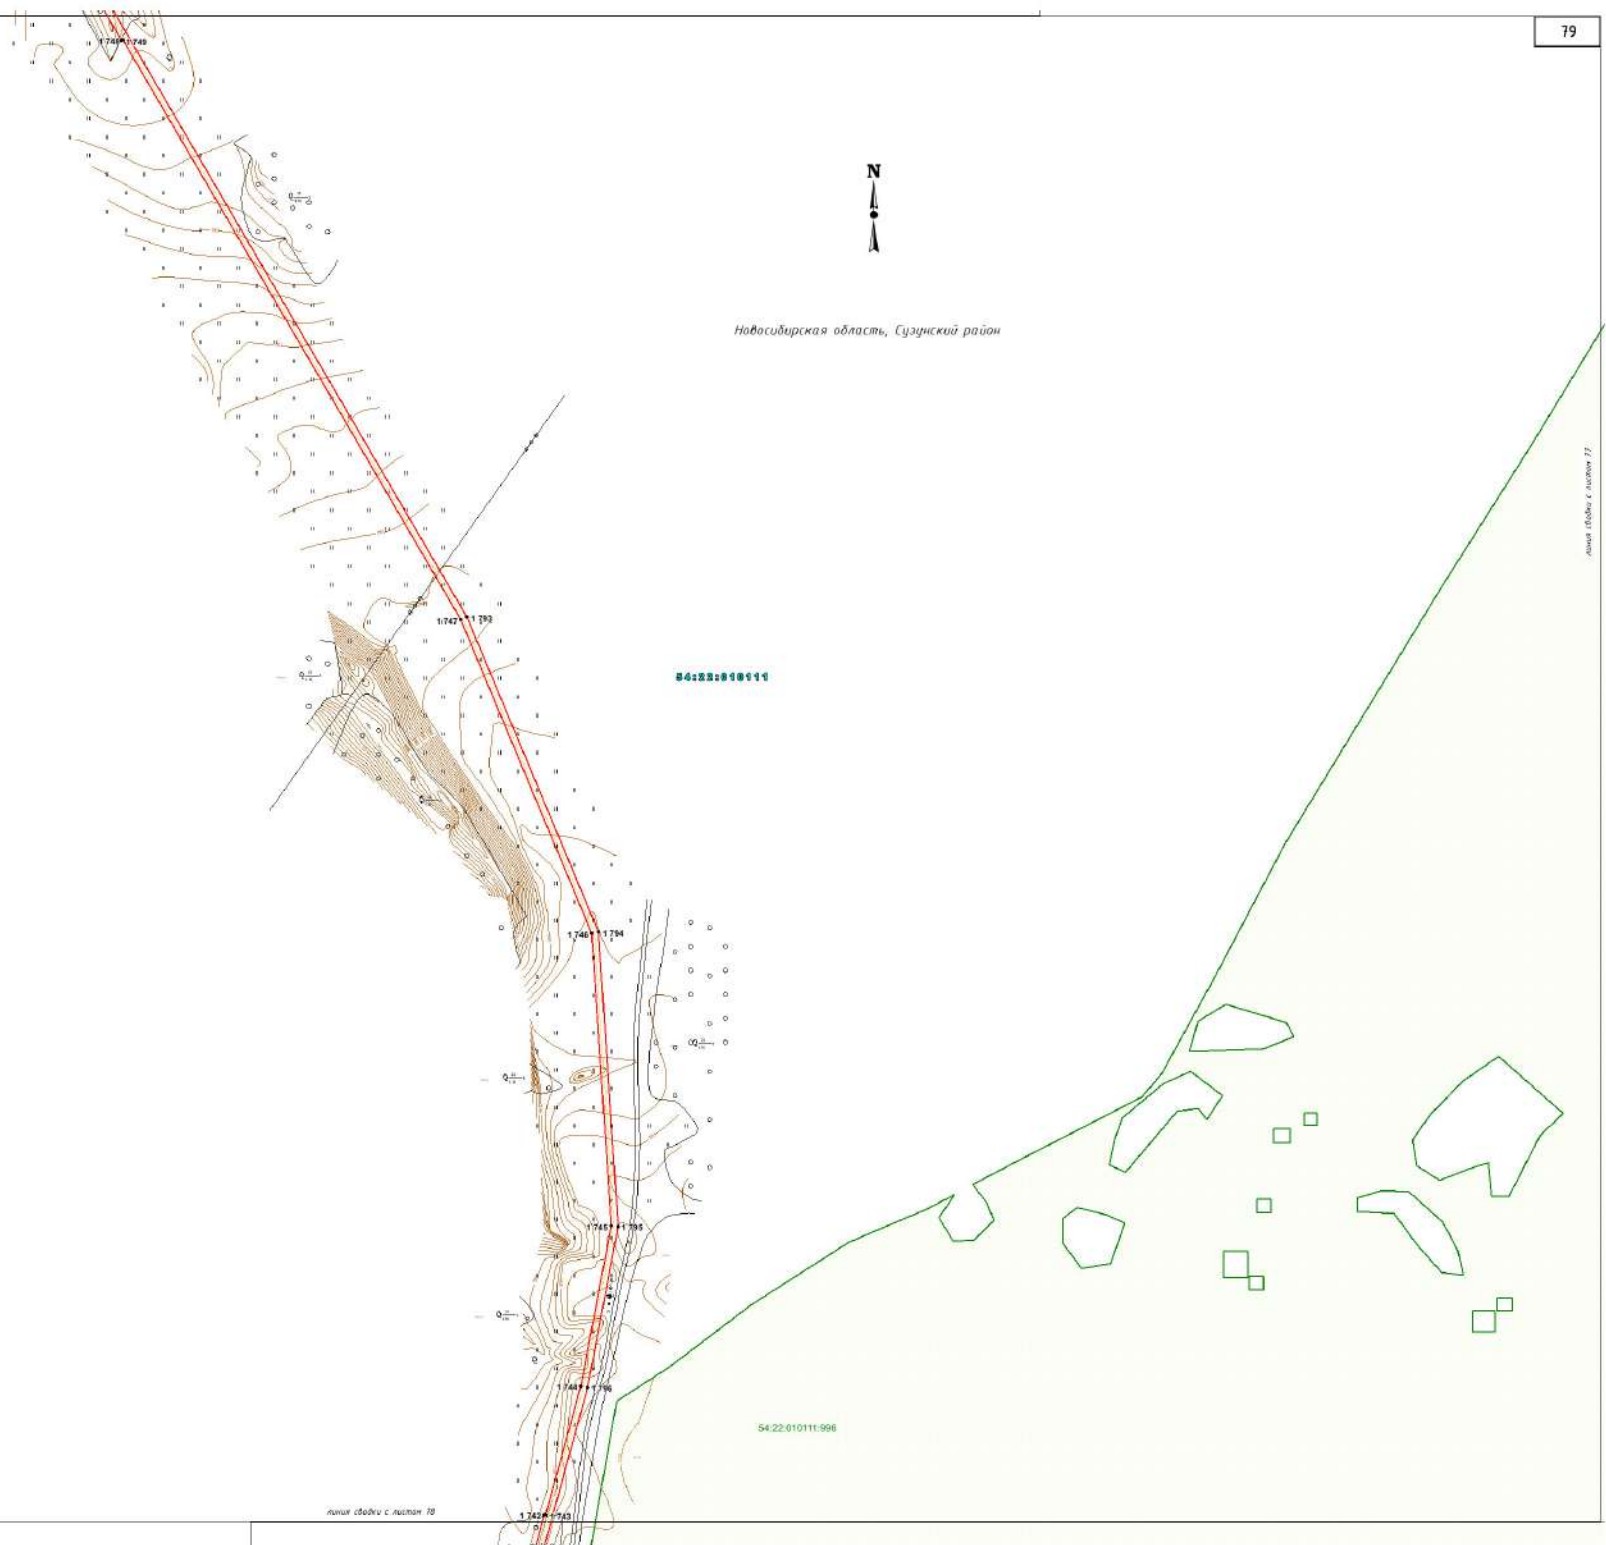 79
1 748 1 749
N
Новосибирская область, Сузунский район
линия сводки с листом 77
1 747 1 793
54:22:010111
1 746 1 794
1 745 1 795
1 744 1 796
54:22:010111:996
линия сводки с листом 78
1 742 1 743